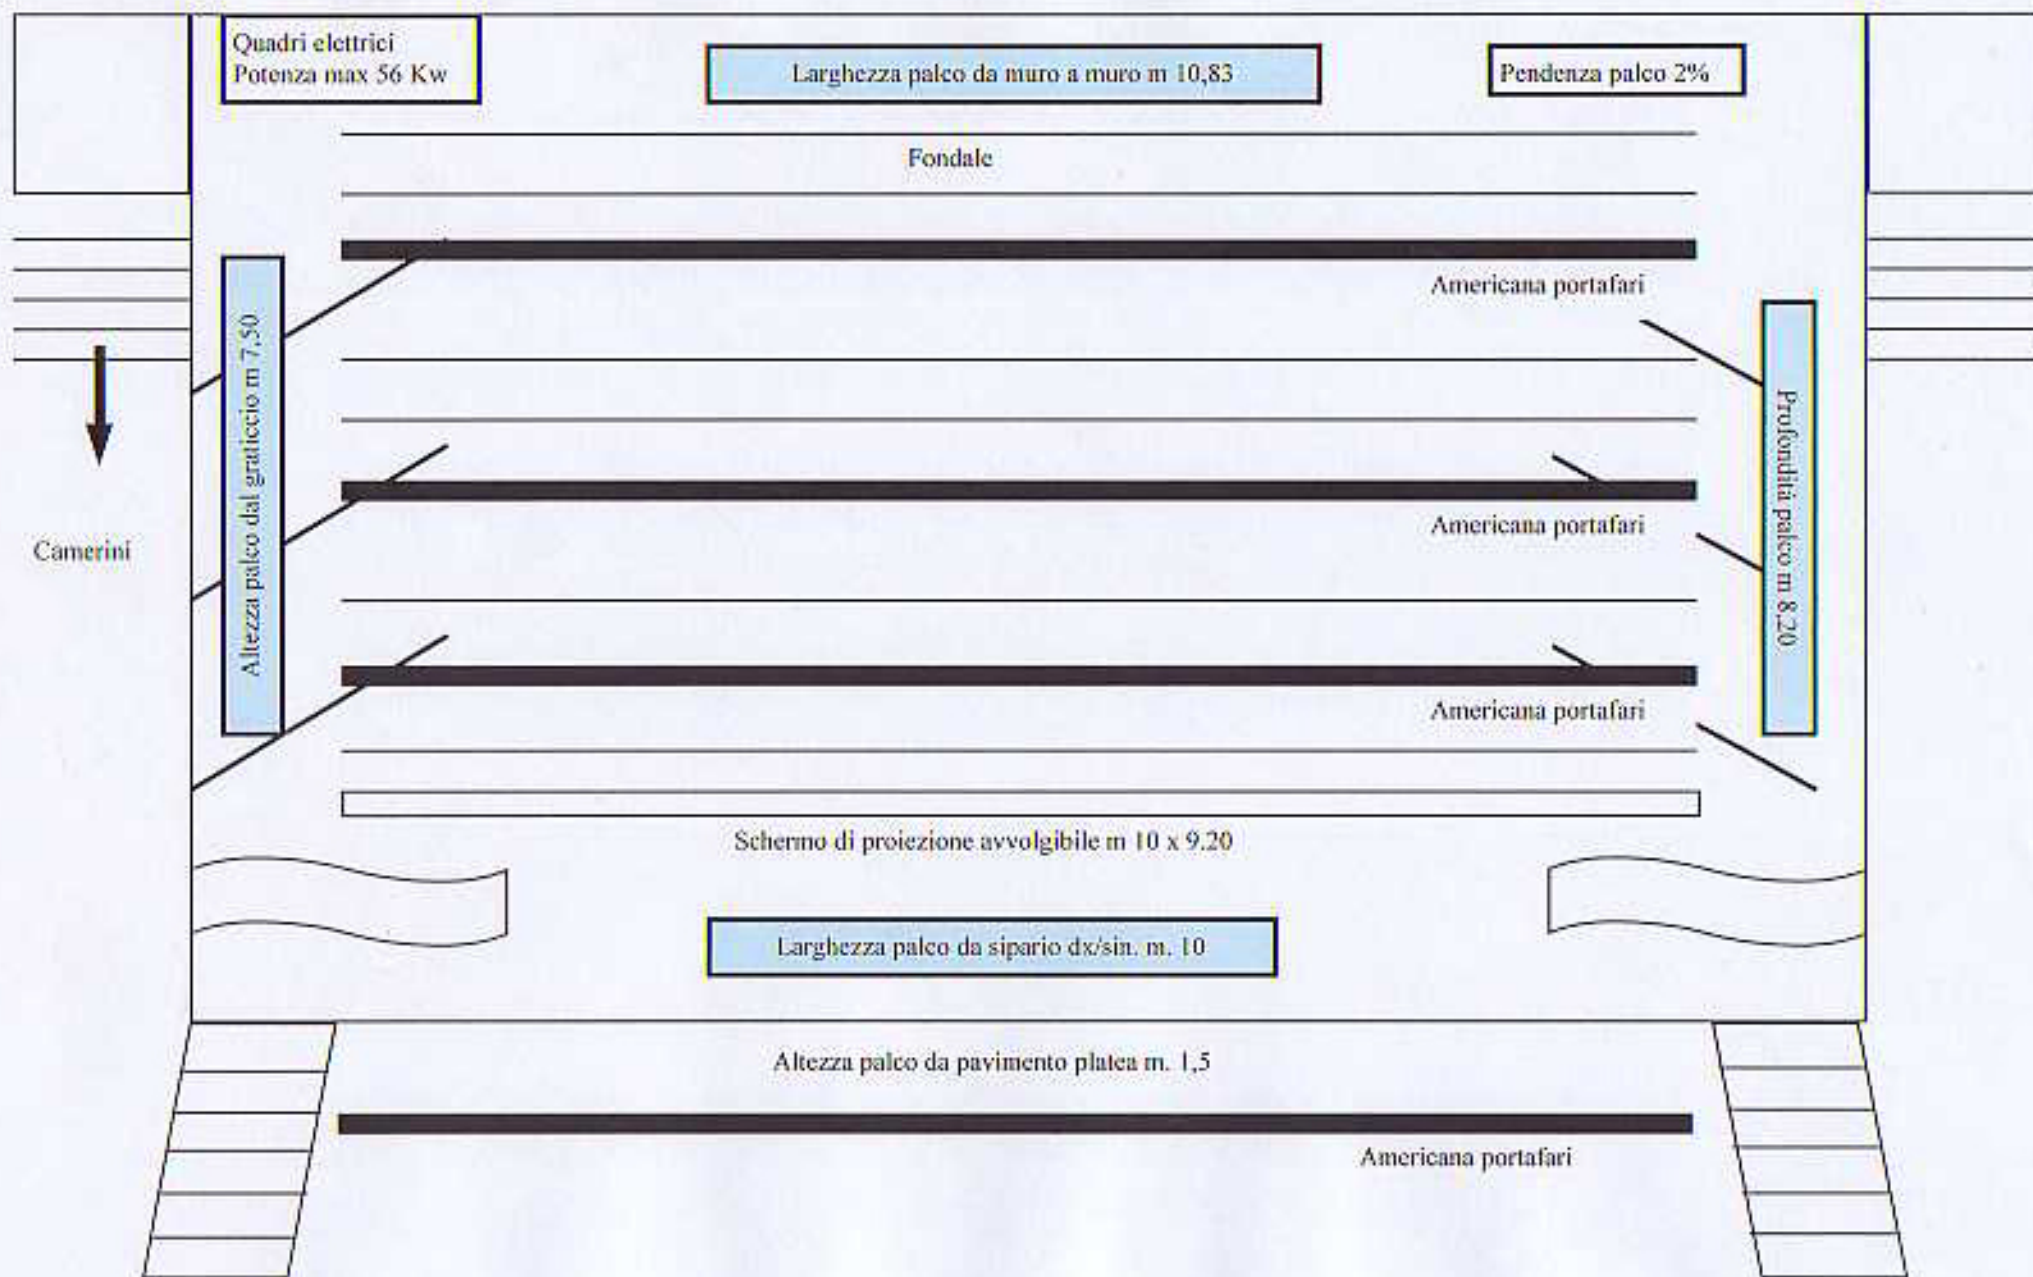 Quadri elettrici
Potenza max 56 Kw
Larghezza palco da muro a muro m 10,83
Pendenza palco 2%
Fondale
Americana portafari
Altezza palco dal graticcio m 7,50
Profondità palco m 8,20
Camerini
Americana portafari
Americana portafari
Schermo di proiezione avvolgibile m 10 x 9.20
Larghezza palco da sipario dx/sin. m. 10
Altezza palco da pavimento platea m. 1,5
Americana portafari